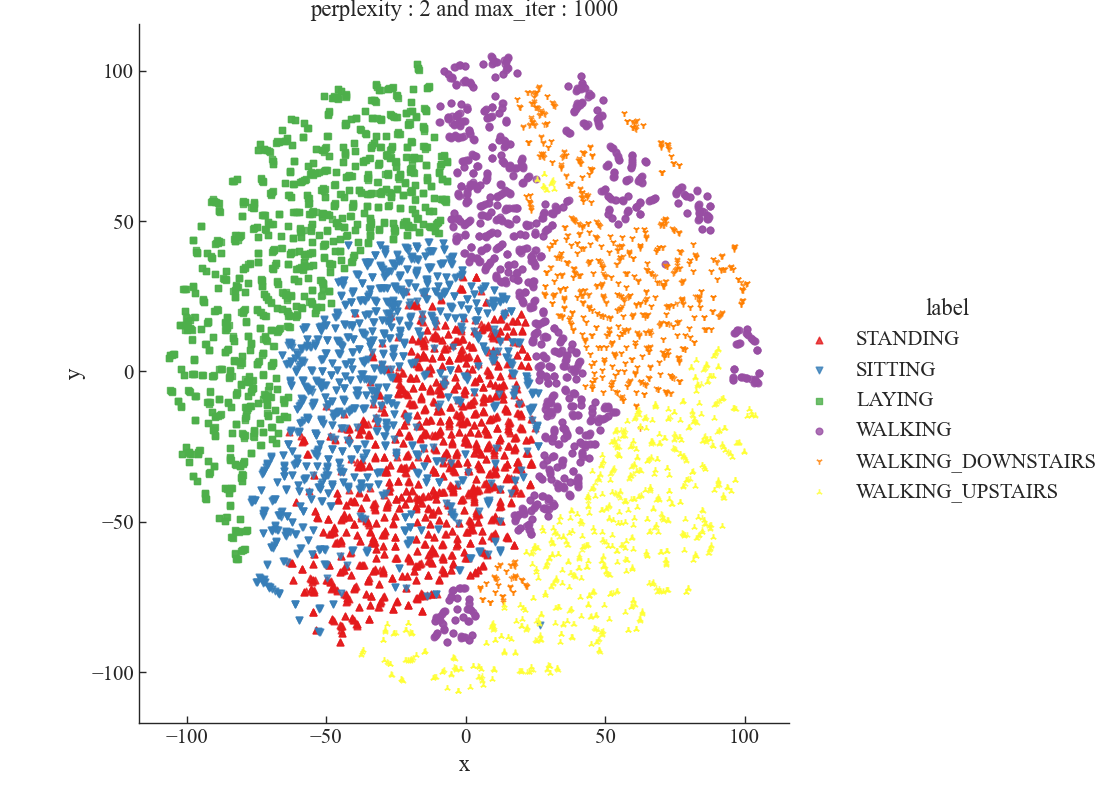 perplexity : 2 and max_iter : 1000
100
50
0
−50
−100
y
−100
−50
0
50
100
x
label
STANDING
SITTING
LAYING
WALKING
WALKING_DOWNSTAIRS
WALKING_UPSTAIRS